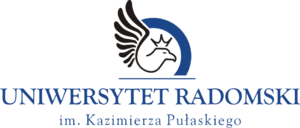 UNIWERSYTET RADOMSKI
im. Kazimierza Pułaskiego